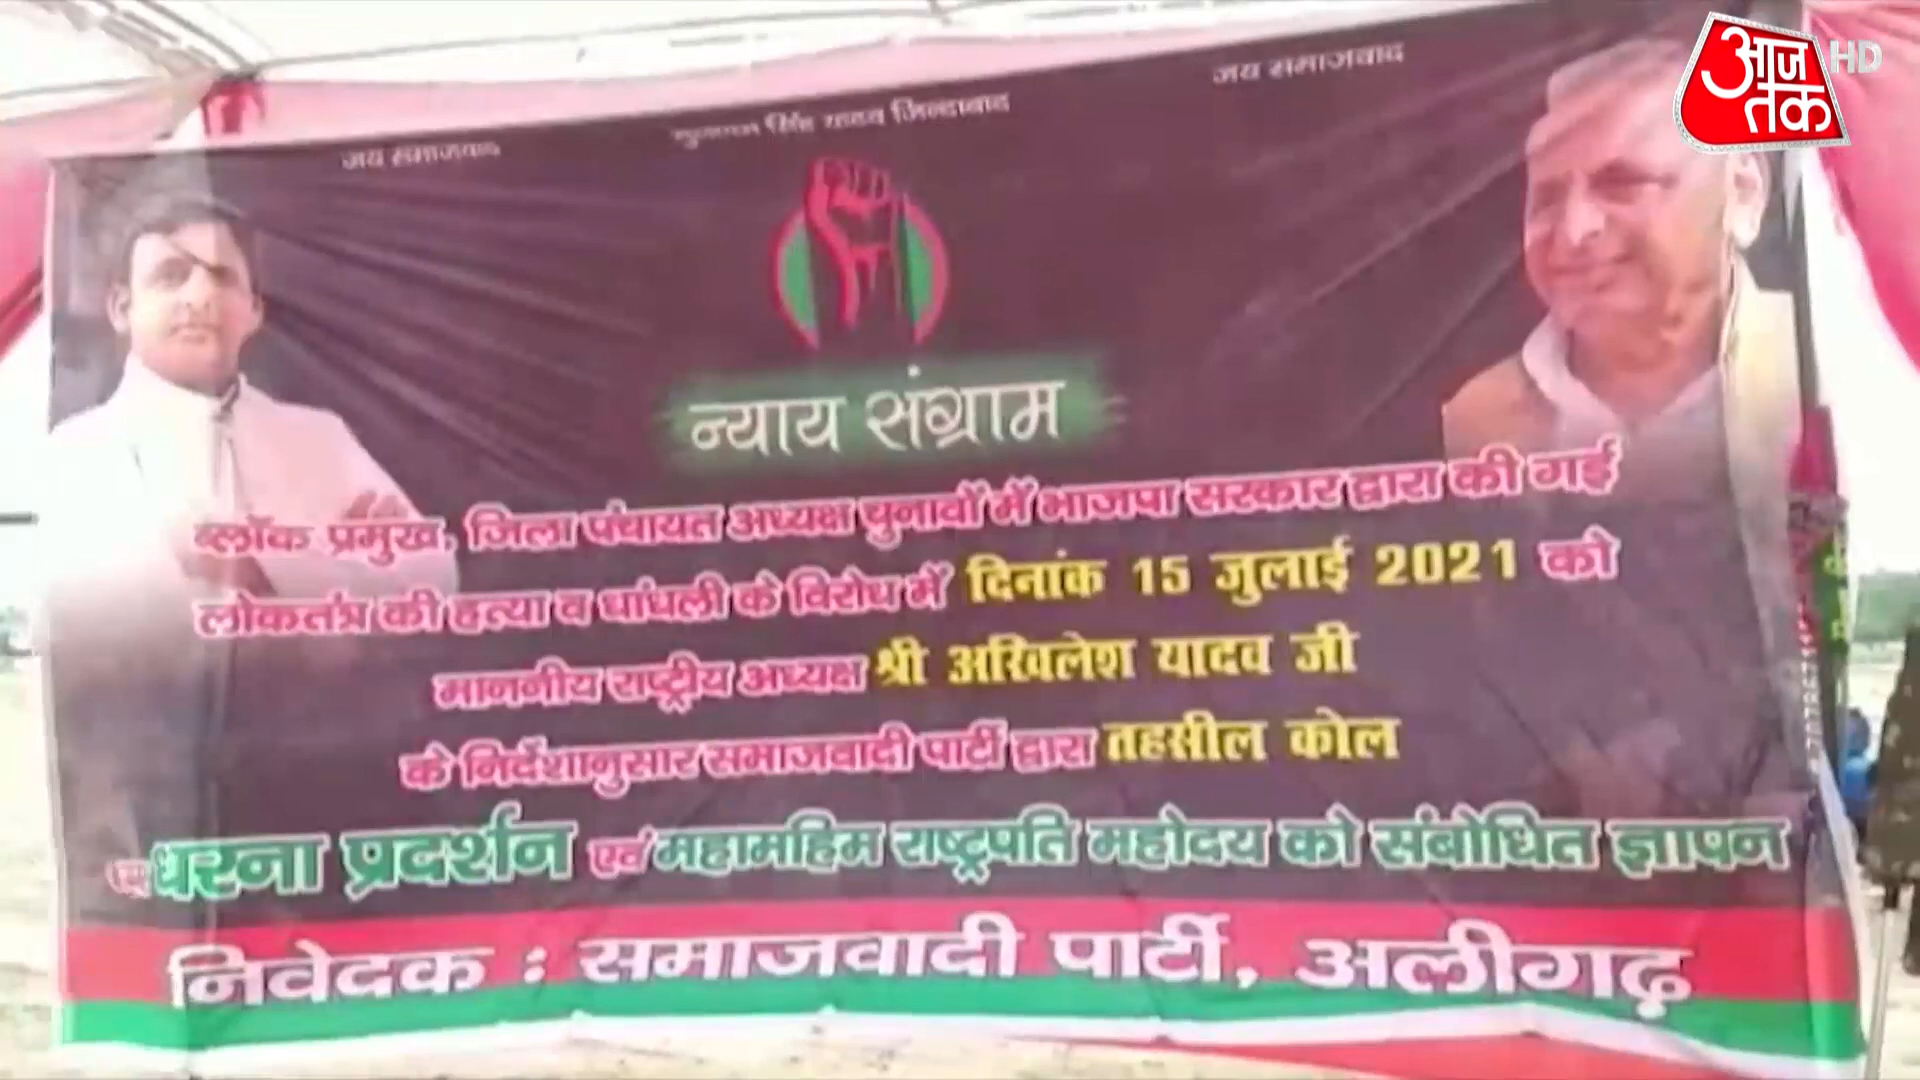 आज तक HD
जय समाजवाद
सिंह यादव जिन्दाबाद
जय समाजवाद
न्याय संग्राम
ब्लॉक प्रमुख, जिला पंचायत अध्यक्ष चुनावों में भाजपा सरकार द्वारा की गई
लोकतंत्र की हत्या व धांधली के विरोध में दिनांक 15 जुलाई 2021 को
माननीय राष्ट्रीय अध्यक्ष श्री अखिलेश यादव जी
के निर्देशानुसार समाजवादी पार्टी द्वारा तहसील कोल
धरना प्रदर्शन एवं महामहिम राष्ट्रपति महोदय को संबोधित ज्ञापन
निवेदक : समाजवादी पार्टी, अलीगढ़